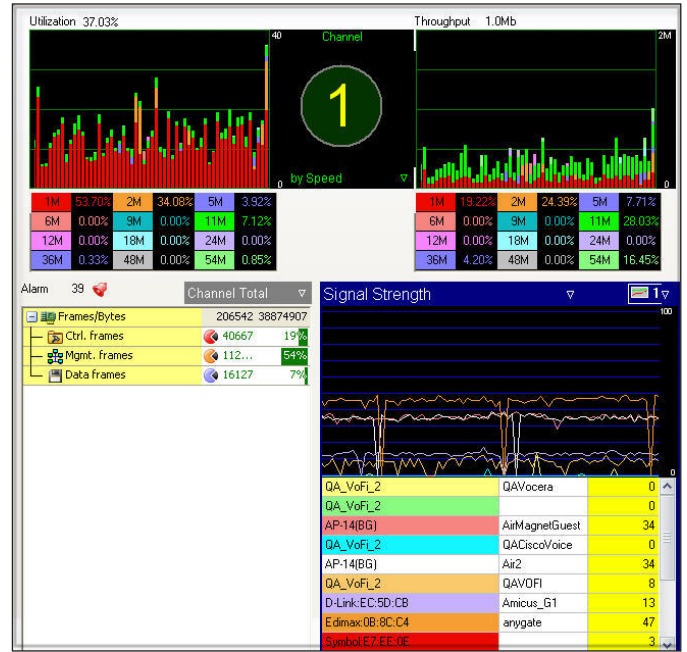 Utilization 37.03%
Throughput 1.0Mb
40 Channel 2M
1
0 by Speed 0
1M 53.70% 2M 34.08% 5M 3.92%
6M 0.00% 9M 0.00% 11M 7.12%
12M 0.00% 18M 0.00% 24M 0.00%
36M 0.33% 48M 0.00% 54M 0.85%
1M 19.22% 2M 24.39% 5M 7.71%
6M 0.00% 9M 0.00% 11M 28.03%
12M 0.00% 18M 0.00% 24M 0.00%
36M 4.20% 48M 0.00% 54M 16.45%
Alarm 39 Channel Total
Frames/Bytes 206542 38874907
Ctrl. frames 40667 19%
Mgmt. frames 112... 54%
Data frames 16127 7%
Signal Strength 1
100
0
QA_VoFi_2 QAVocera 0
QA_VoFi_2 0
AP-14(BG) AirMagnetGuest 34
QA_VoFi_2 QACiscoVoice 0
AP-14(BG) Air2 34
QA_VoFi_2 QAVOFI 8
D-Link:EC:5D:CB Amicus_G1 13
Edimax:0B:8C:C4 anygate 47
Symbol:E7:EE:0E 3